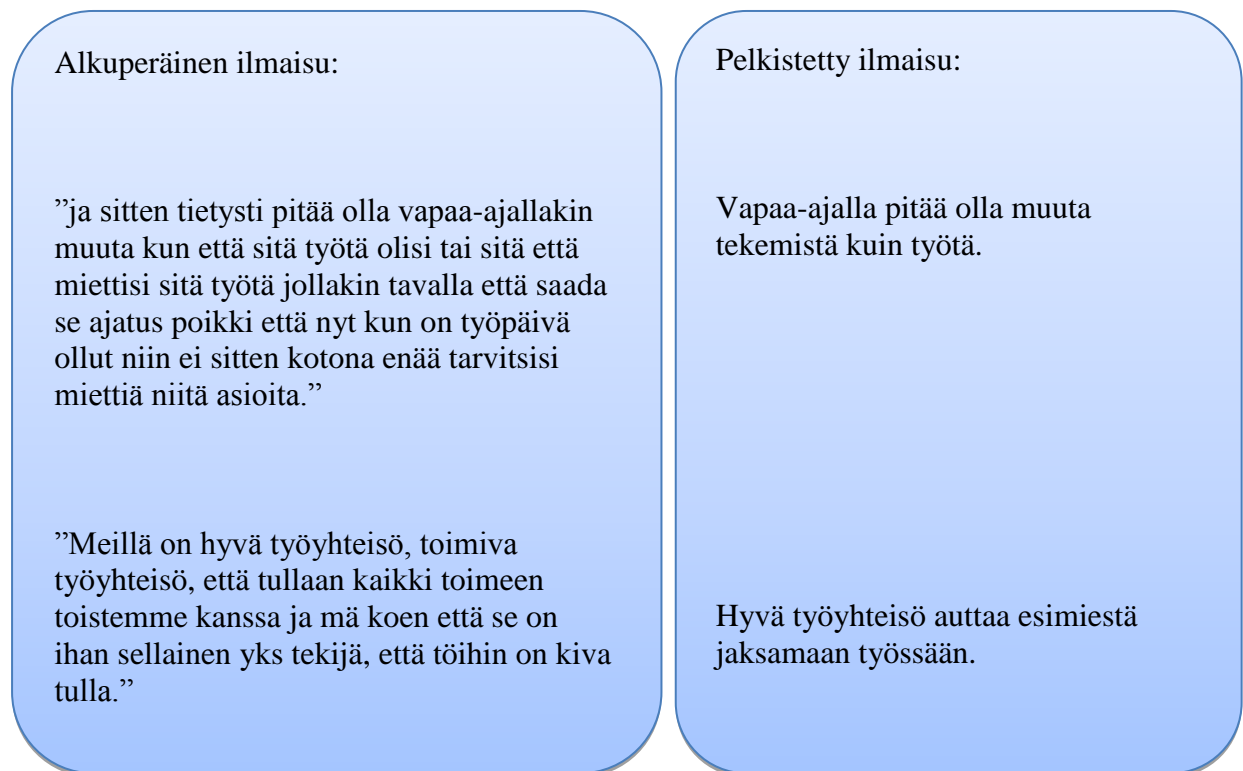 Alkuperäinen ilmaisu:
”ja sitten tietysti pitää olla vapaa-ajallakin
muuta kun että sitä työtä olisi tai sitä että
miettisi sitä työtä jollakin tavalla että saada
se ajatus poikki että nyt kun on työpäivä
ollut niin ei sitten kotona enää tarvitsisi
miettiä niitä asioita.”
”Meillä on hyvä työyhteisö, toimiva
työyhteisö, että tullaan kaikki toimeen
toistemme kanssa ja mä koen että se on
ihan sellainen yks tekijä, että töihin on kiva
tulla.”
Pelkistetty ilmaisu:
Vapaa-ajalla pitää olla muuta
tekemistä kuin työtä.
Hyvä työyhteisö auttaa esimiestä
jaksamaan työssään.